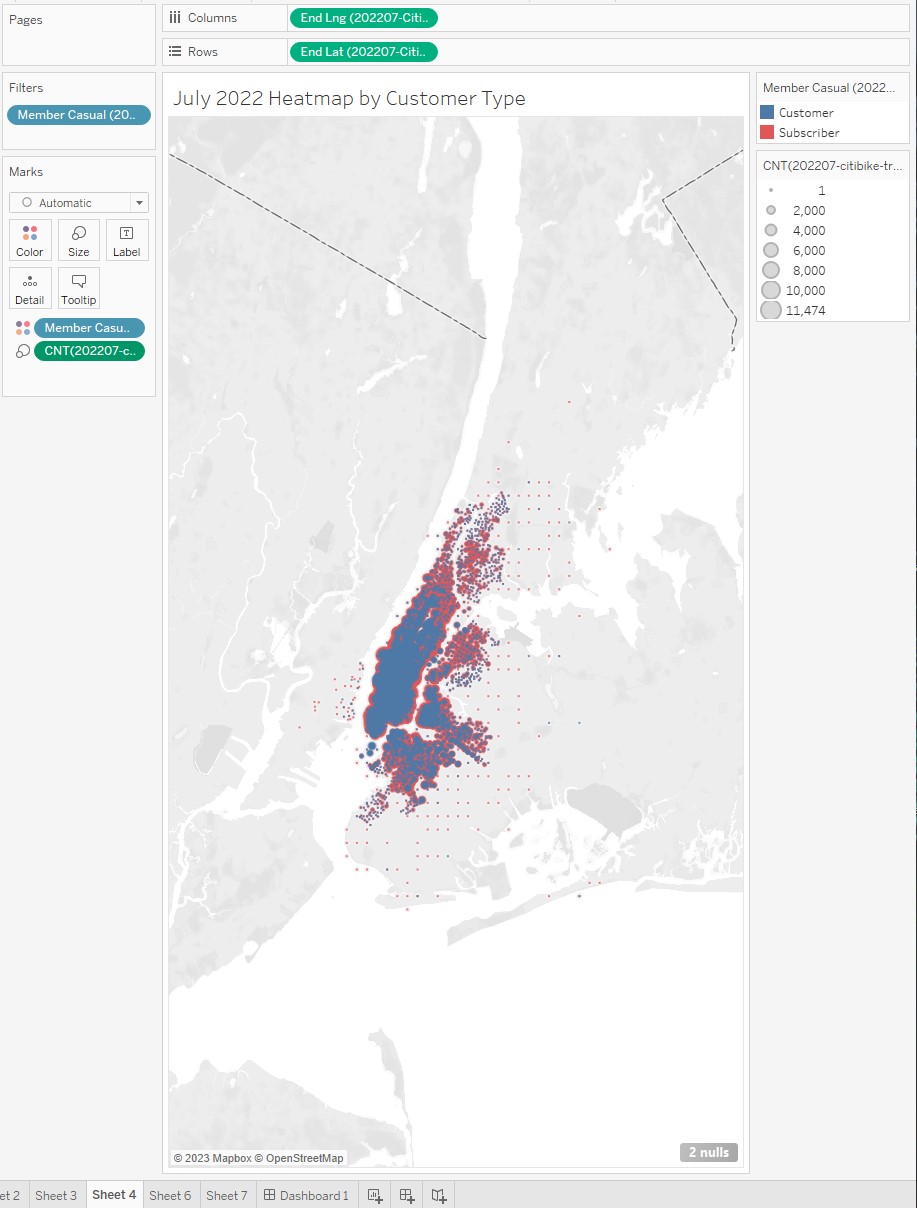 Pages
Columns
End Lng (202207-Citi..
Rows
End Lat (202207-Citi..
Filters
Member Casual (20..
Marks
Automatic
Color
Size
Label
Detail
Tooltip
Member Casu..
CNT(202207-c..
July 2022 Heatmap by Customer Type
© 2023 Mapbox © OpenStreetMap
2 nulls
Member Casual (2022...
Customer
Subscriber
CNT(202207-citibike-tr...
1
2,000
4,000
6,000
8,000
10,000
11,474
et 2
Sheet 3
Sheet 4
Sheet 6
Sheet 7
Dashboard 1